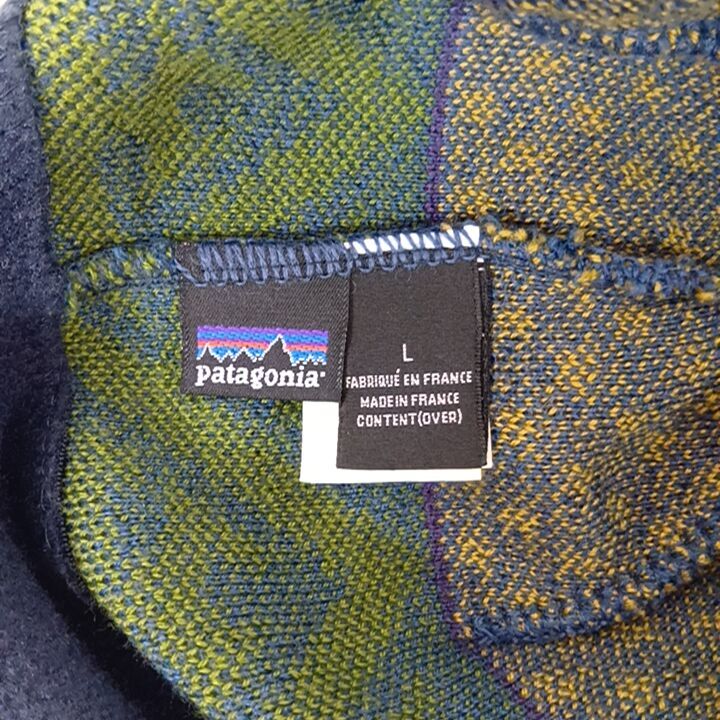 patagonia®
L
FABRIQUÉ EN FRANCE
MADE IN FRANCE
CONTENT(OVER)